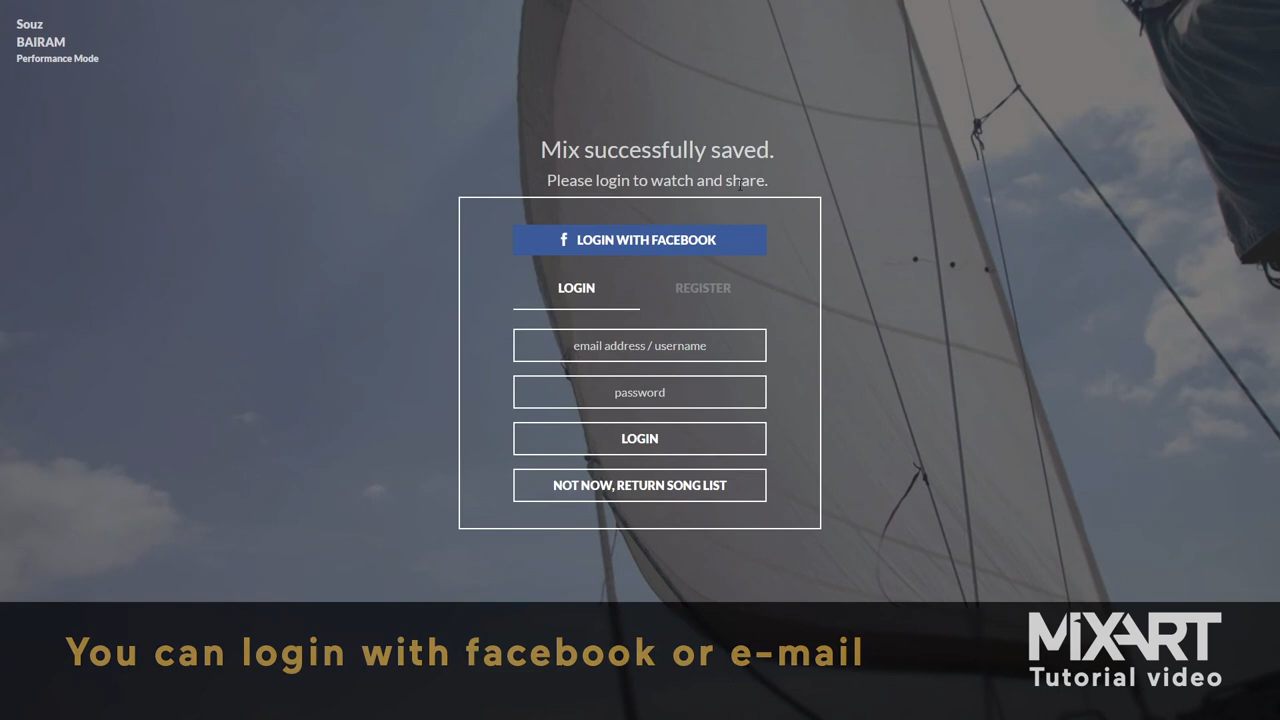 Souz
BAIRAM
Performance Mode
Mix successfully saved.
Please login to watch and share.
f LOGIN WITH FACEBOOK
LOGIN REGISTER
email address / username
password
LOGIN
NOT NOW, RETURN SONG LIST
You can login with facebook or e-mail
MiXART
Tutorial video